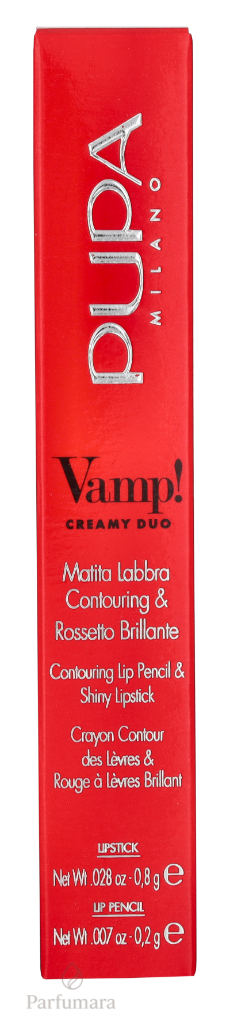 PUPA
MILANO
Vamp!
CREAMY DUO
Matita Labbra
Contouring &
Rossetto Brillante
Contouring Lip Pencil &
Shiny Lipstick
Crayon Contour
des Lèvres &
Rouge à Lèvres Brillant
LIPSTICK
Net Wt .028 oz - 0,8 g ℮
LIP PENCIL
Net Wt .007 oz - 0,2 g ℮
Parfumara